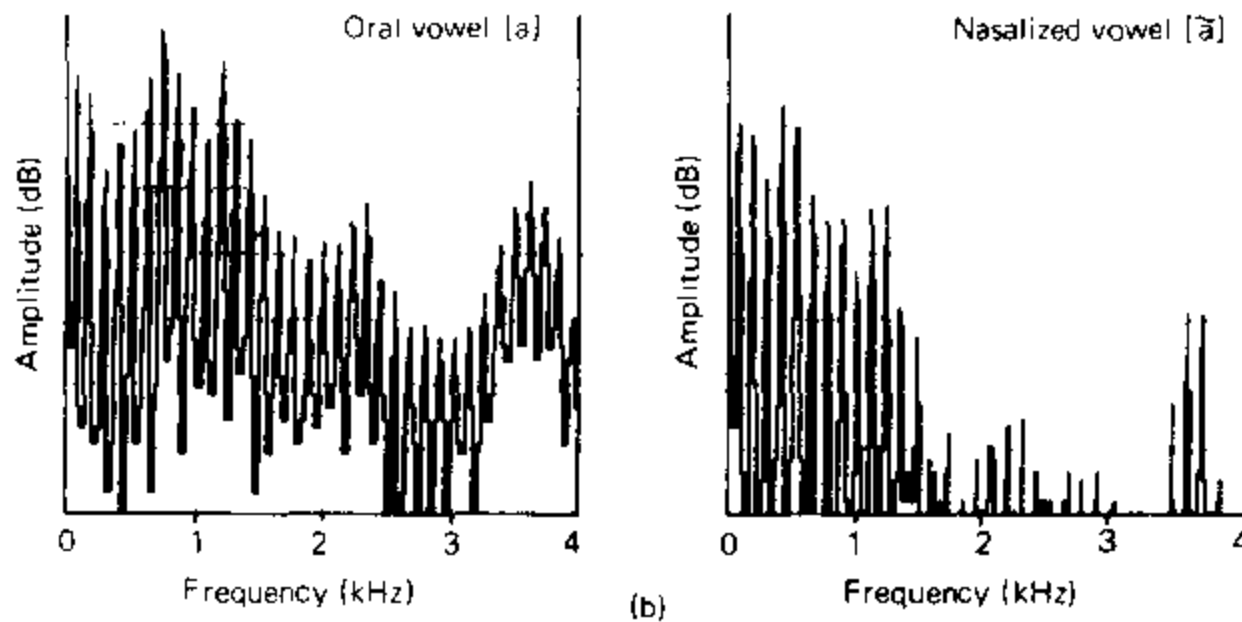 Oral vowel [a]
Amplitude (dB)
0 1 2 3 4
Frequency (kHz)
Nasalized vowel [ã]
Amplitude (dB)
0 1 2 3 4
Frequency (kHz)
(b)